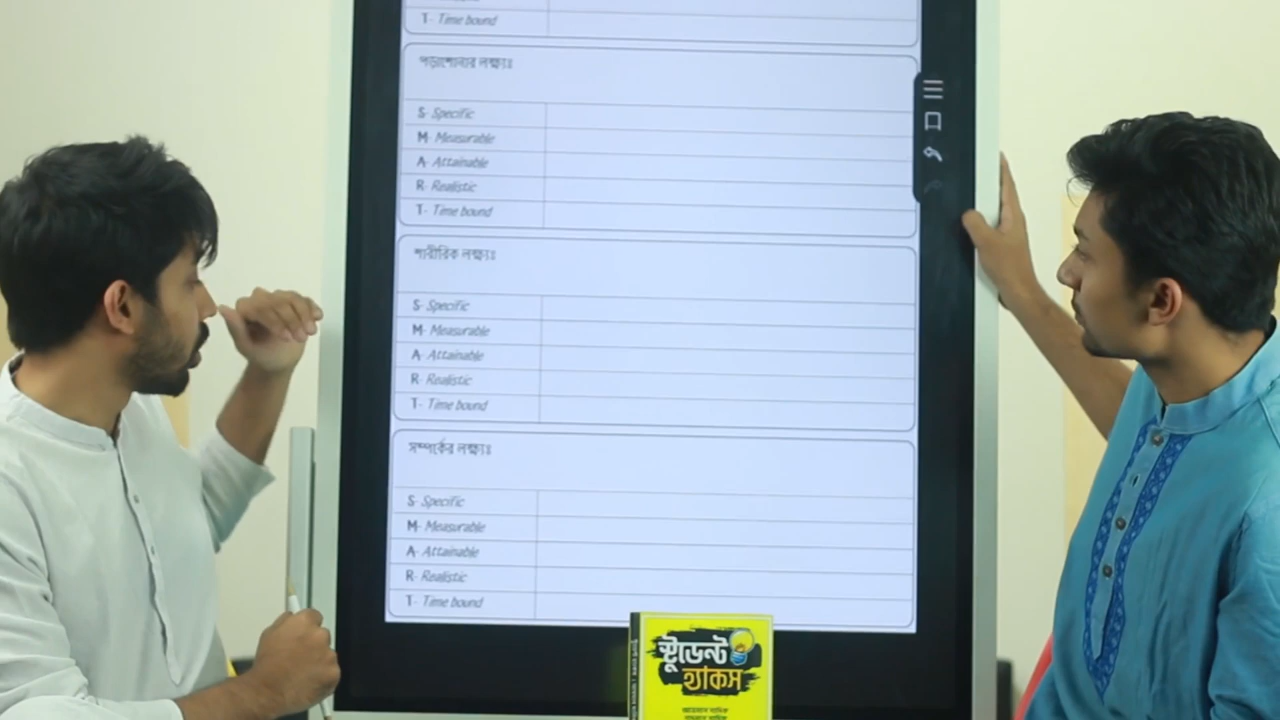 T- Time bound
পড়াশোনার লক্ষ্যঃ
S- Specific
M- Measurable
A- Attainable
R- Realistic
T- Time bound
শারীরিক লক্ষ্যঃ
S- Specific
M- Measurable
A- Attainable
R- Realistic
T- Time bound
সম্পর্কের লক্ষ্যঃ
S- Specific
M- Measurable
A- Attainable
R- Realistic
T- Time bound
স্টুডেন্ট
হ্যাকস